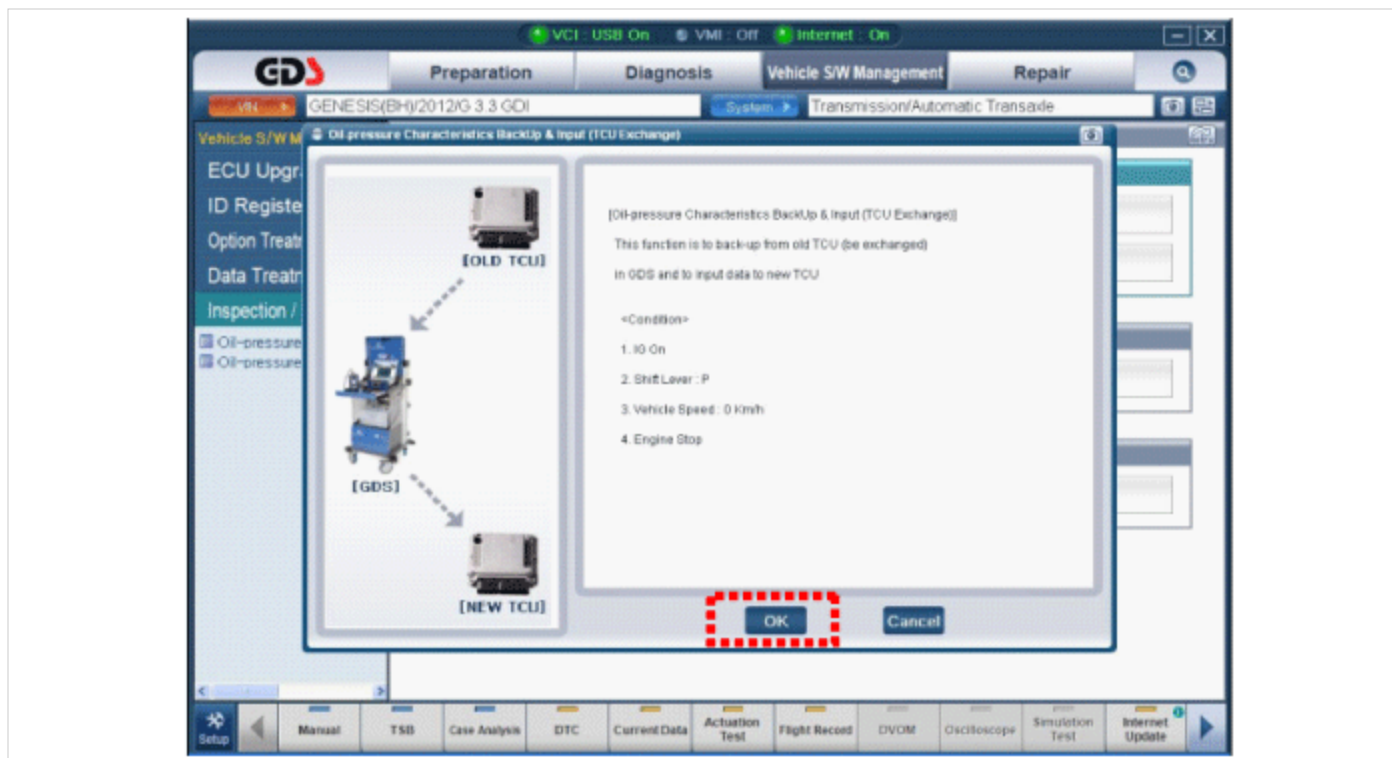 VCI : USB On VMI : Off Internet : On
GDS Preparation Diagnosis Vehicle S/W Management Repair
VIN GENESIS(BH)/2012/G 3.3 GDI System Transmission/Automatic Transaxle
Vehicle S/W M
Oil-pressure Characteristics BackUp & Input (TCU Exchange)
ECU Upgr
ID Registe
Option Treatr
Data Treatr
Inspection /
Oil-pressure
Oil-pressure
[OLD TCU]
[GDS]
[NEW TCU]
[Oil-pressure Characteristics BackUp & Input (TCU Exchange)]
This function is to back-up from old TCU (be exchanged)
in GDS and to input data to new TCU
<Condition>
1. IG On
2. Shift Lever : P
3. Vehicle Speed : 0 Km/h
4. Engine Stop
OK Cancel
Setup Manual TSB Case Analysis DTC Current Data Actuation Test Flight Record DVOM Oscilloscope Simulation Test Internet Update